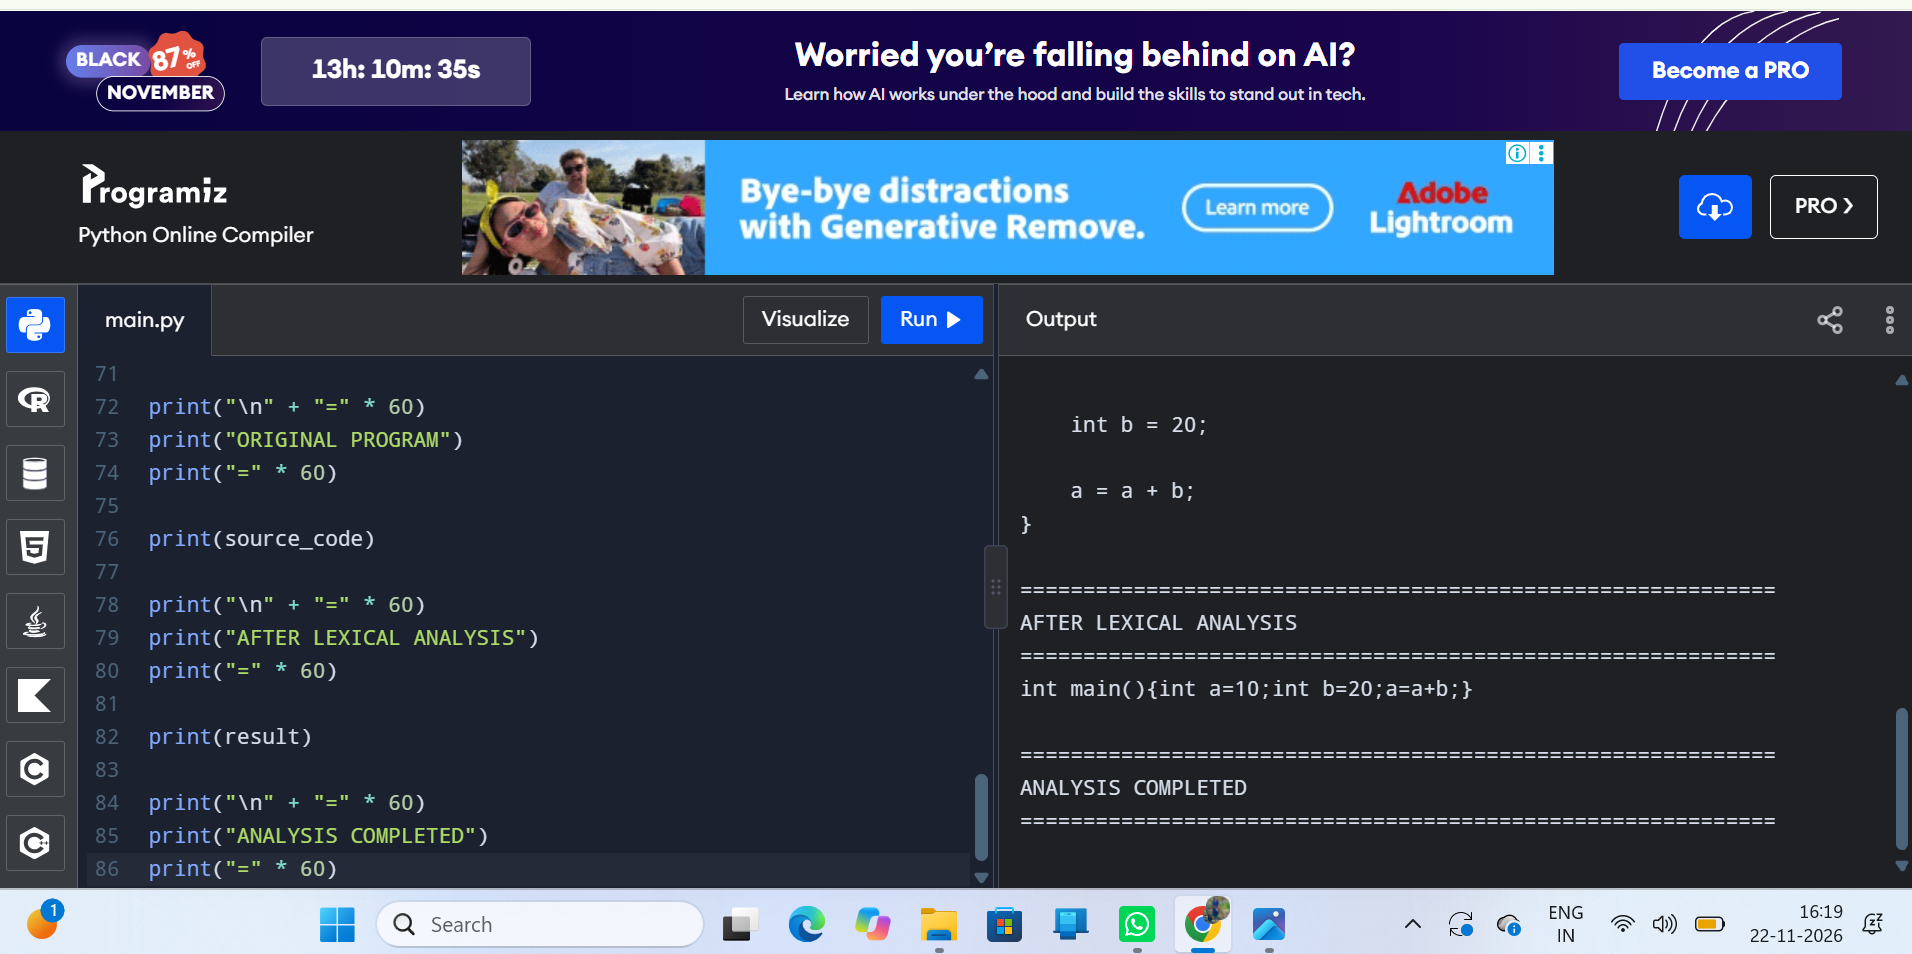 BLACK 87% OFF
NOVEMBER
13h: 10m: 35s
Worried you're falling behind on AI?
Learn how AI works under the hood and build the skills to stand out in tech.
Become a PRO
Programiz
Python Online Compiler
Bye-bye distractions
with Generative Remove.
Learn more
Adobe
Lightroom
PRO
main.py
Visualize
Run
Output
71
72 print("\n" + "=" * 60)
73 print("ORIGINAL PROGRAM")
74 print("=" * 60)
75
76 print(source_code)
77
78 print("\n" + "=" * 60)
79 print("AFTER LEXICAL ANALYSIS")
80 print("=" * 60)
81
82 print(result)
83
84 print("\n" + "=" * 60)
85 print("ANALYSIS COMPLETED")
86 print("=" * 60)
int b = 20;
a = a + b;
}
============================================================
AFTER LEXICAL ANALYSIS
============================================================
int main(){int a=10;int b=20;a=a+b;}
============================================================
ANALYSIS COMPLETED
============================================================
1
Search
ENG
IN
16:19
22-11-2026